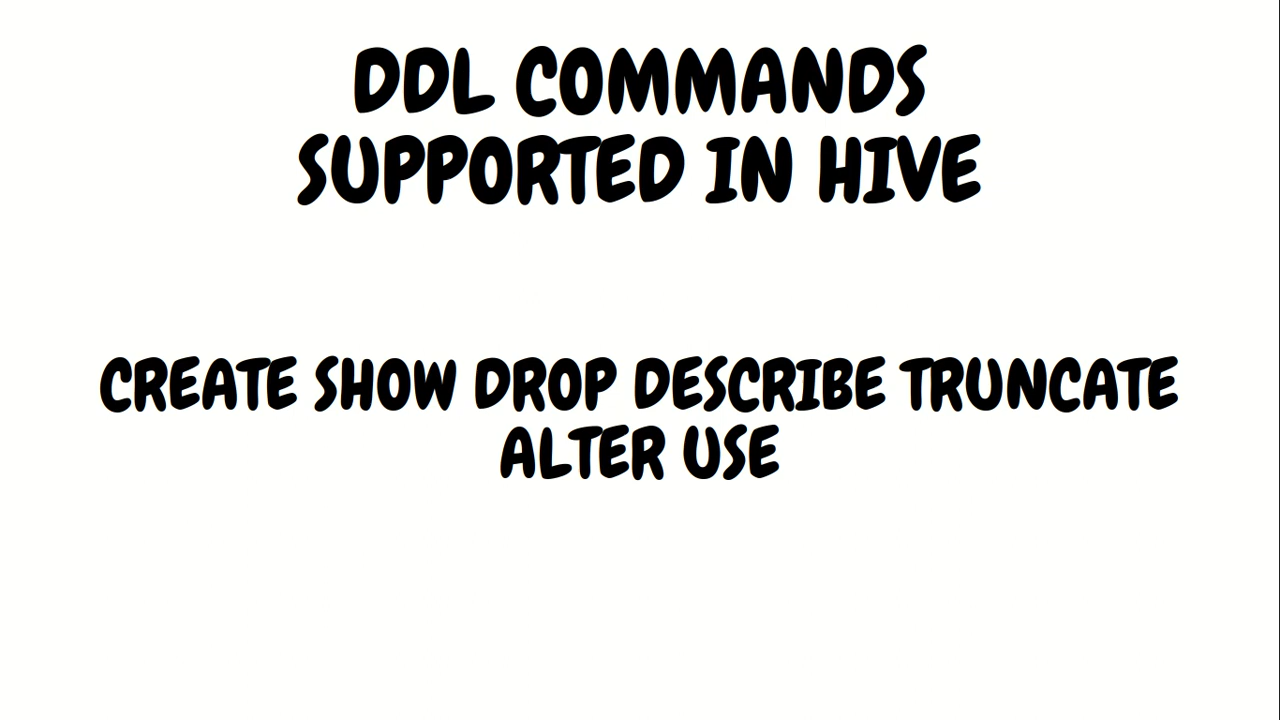 DDL COMMANDS
SUPPORTED IN HIVE
CREATE SHOW DROP DESCRIBE TRUNCATE
ALTER USE